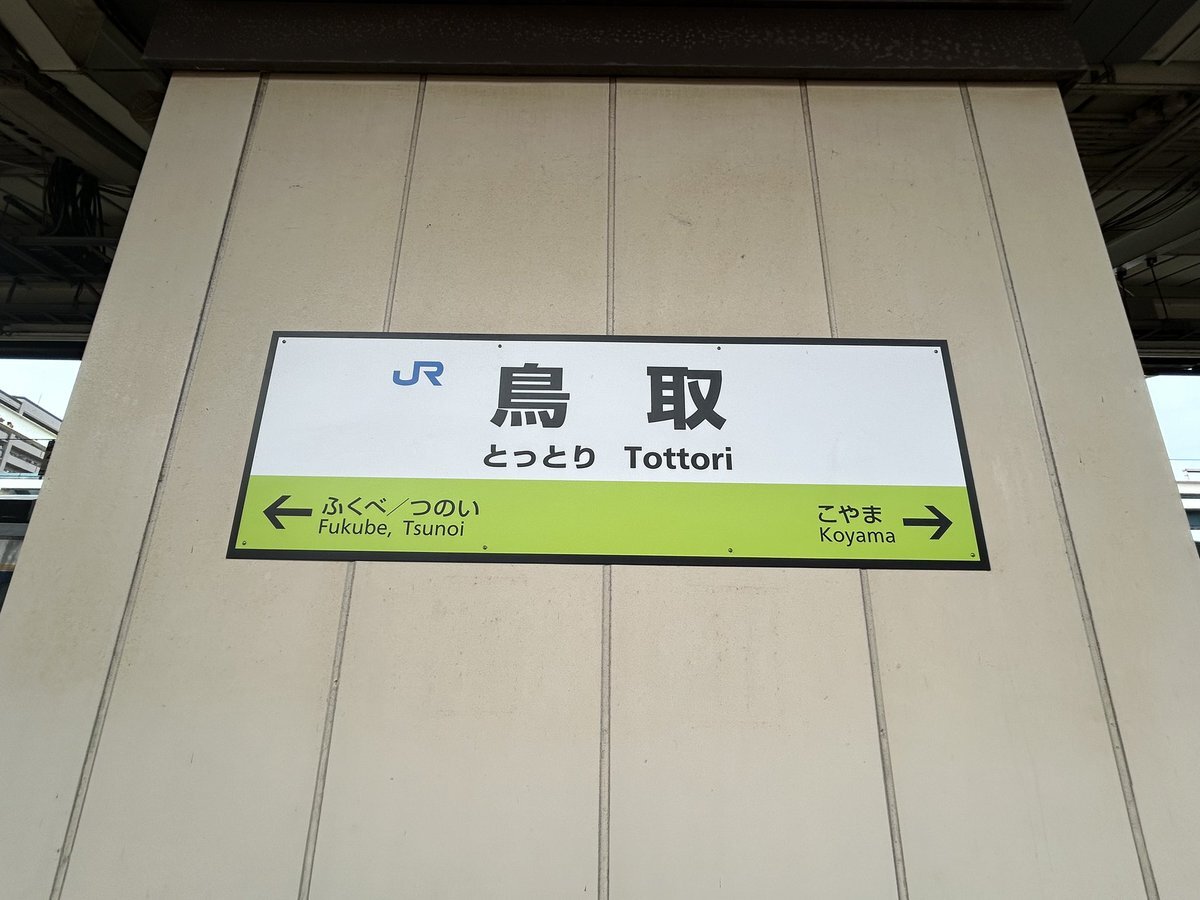 JR 鳥取
とっとり Tottori
ふくべ／つのい
Fukube, Tsunoi
こやま
Koyama